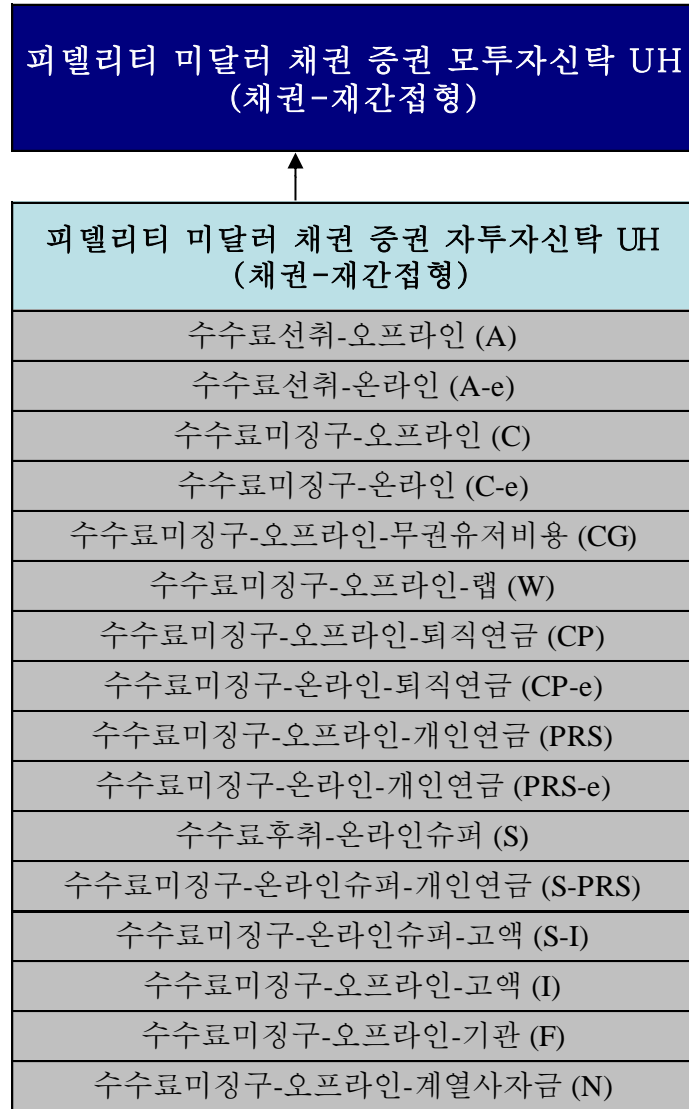 피델리티 미달러 채권 증권 모투자신탁 UH
(채권-재간접형)
피델리티 미달러 채권 증권 자투자신탁 UH
(채권-재간접형)
수수료선취-오프라인 (A)
수수료선취-온라인 (A-e)
수수료미징구-오프라인 (C)
수수료미징구-온라인 (C-e)
수수료미징구-오프라인-무권유저비용 (CG)
수수료미징구-오프라인-랩 (W)
수수료미징구-오프라인-퇴직연금 (CP)
수수료미징구-온라인-퇴직연금 (CP-e)
수수료미징구-오프라인-개인연금 (PRS)
수수료미징구-온라인-개인연금 (PRS-e)
수수료후취-온라인슈퍼 (S)
수수료미징구-온라인슈퍼-개인연금 (S-PRS)
수수료미징구-온라인슈퍼-고액 (S-I)
수수료미징구-오프라인-고액 (I)
수수료미징구-오프라인-기관 (F)
수수료미징구-오프라인-계열사자금 (N)